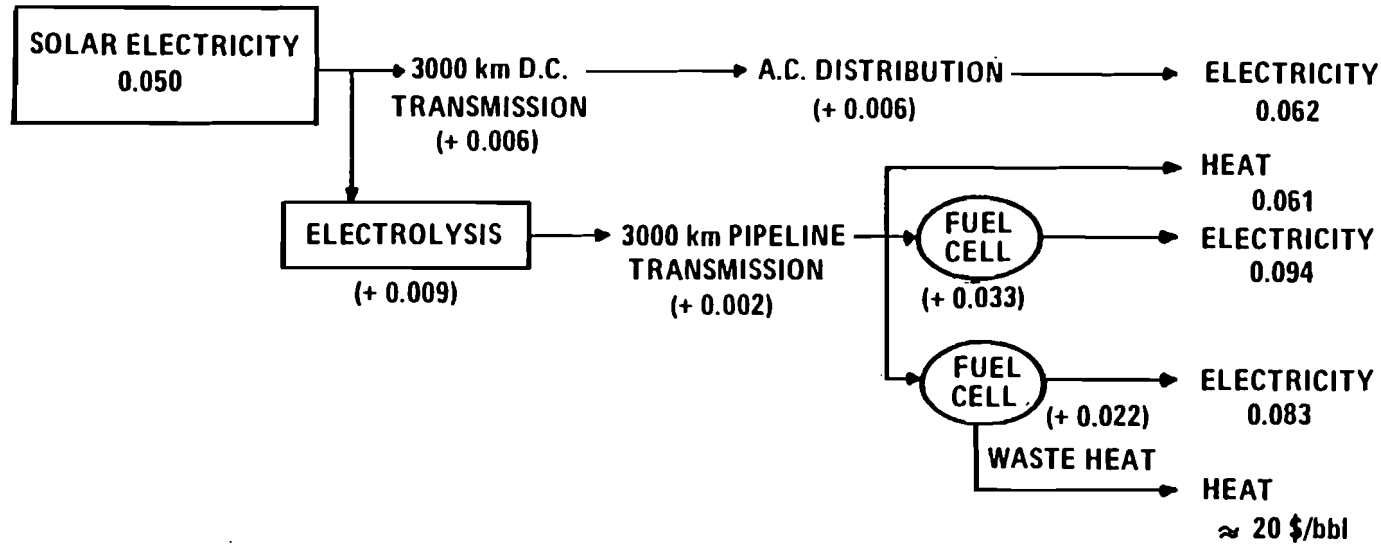 SOLAR ELECTRICITY
0.050
3000 km D.C.
TRANSMISSION
(+ 0.006)
A.C. DISTRIBUTION
(+ 0.006)
ELECTRICITY
0.062
ELECTROLYSIS
(+ 0.009)
3000 km PIPELINE
TRANSMISSION
(+ 0.002)
HEAT
0.061
FUEL
CELL
(+ 0.033)
ELECTRICITY
0.094
FUEL
CELL
(+ 0.022)
ELECTRICITY
0.083
WASTE HEAT
HEAT
≈ 20 $/bbl